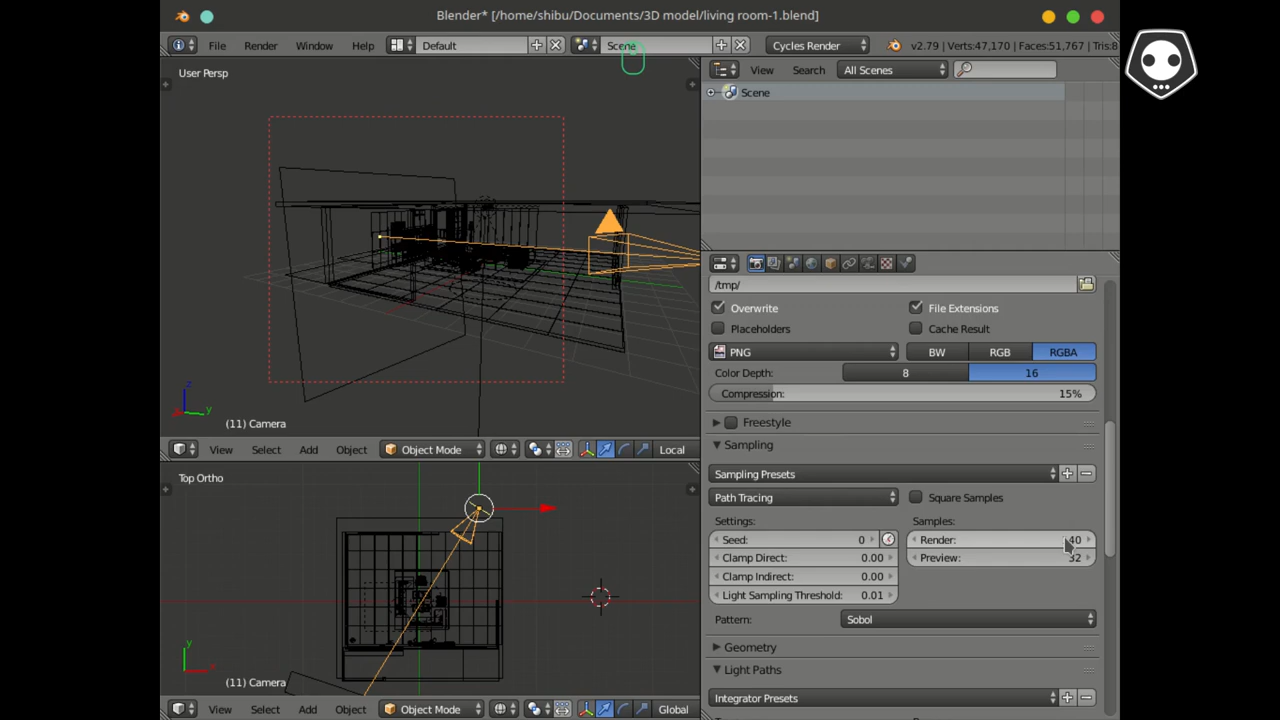 Blender* [/home/shibu/Documents/3D model/living room-1.blend]
File Render Window Help Default Scene Cycles Render v2.79 | Verts:47,170 | Faces:51,767 | Tris:8
User Persp
View Search All Scenes
Scene
/tmp/
Overwrite File Extensions
Placeholders Cache Result
PNG BW RGB RGBA
Color Depth: 8 16
Compression: 15%
Freestyle
(11) Camera
Sampling
View Select Add Object Object Mode Local
Sampling Presets
Top Ortho
Path Tracing Square Samples
Settings: Samples:
Seed: 0 Render: 40
Clamp Direct: 0.00 Preview: 32
Clamp Indirect: 0.00
Light Sampling Threshold: 0.01
Pattern: Sobol
Geometry
Light Paths
(11) Camera
Integrator Presets
View Select Add Object Object Mode Global